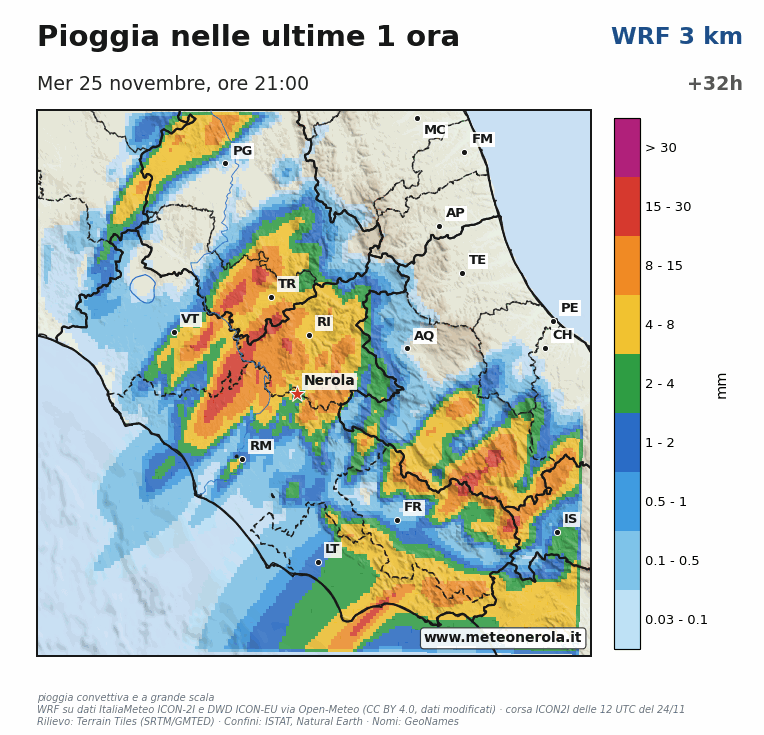 Pioggia nelle ultime 1 ora
WRF 3 km
Mer 25 novembre, ore 21:00
+32h
MC
FM
PG
AP
TE
TR
PE
VT
RI
AQ
CH
Nerola
RM
FR
IS
LT
www.meteonerola.it
> 30
15 - 30
8 - 15
4 - 8
2 - 4
1 - 2
0.5 - 1
0.1 - 0.5
0.03 - 0.1
mm
pioggia convettiva e a grande scala
WRF su dati ItaliaMeteo ICON-2I e DWD ICON-EU via Open-Meteo (CC BY 4.0, dati modificati) · corsa ICON2I delle 12 UTC del 24/11
Rilievo: Terrain Tiles (SRTM/GMTED) · Confini: ISTAT, Natural Earth · Nomi: GeoNames